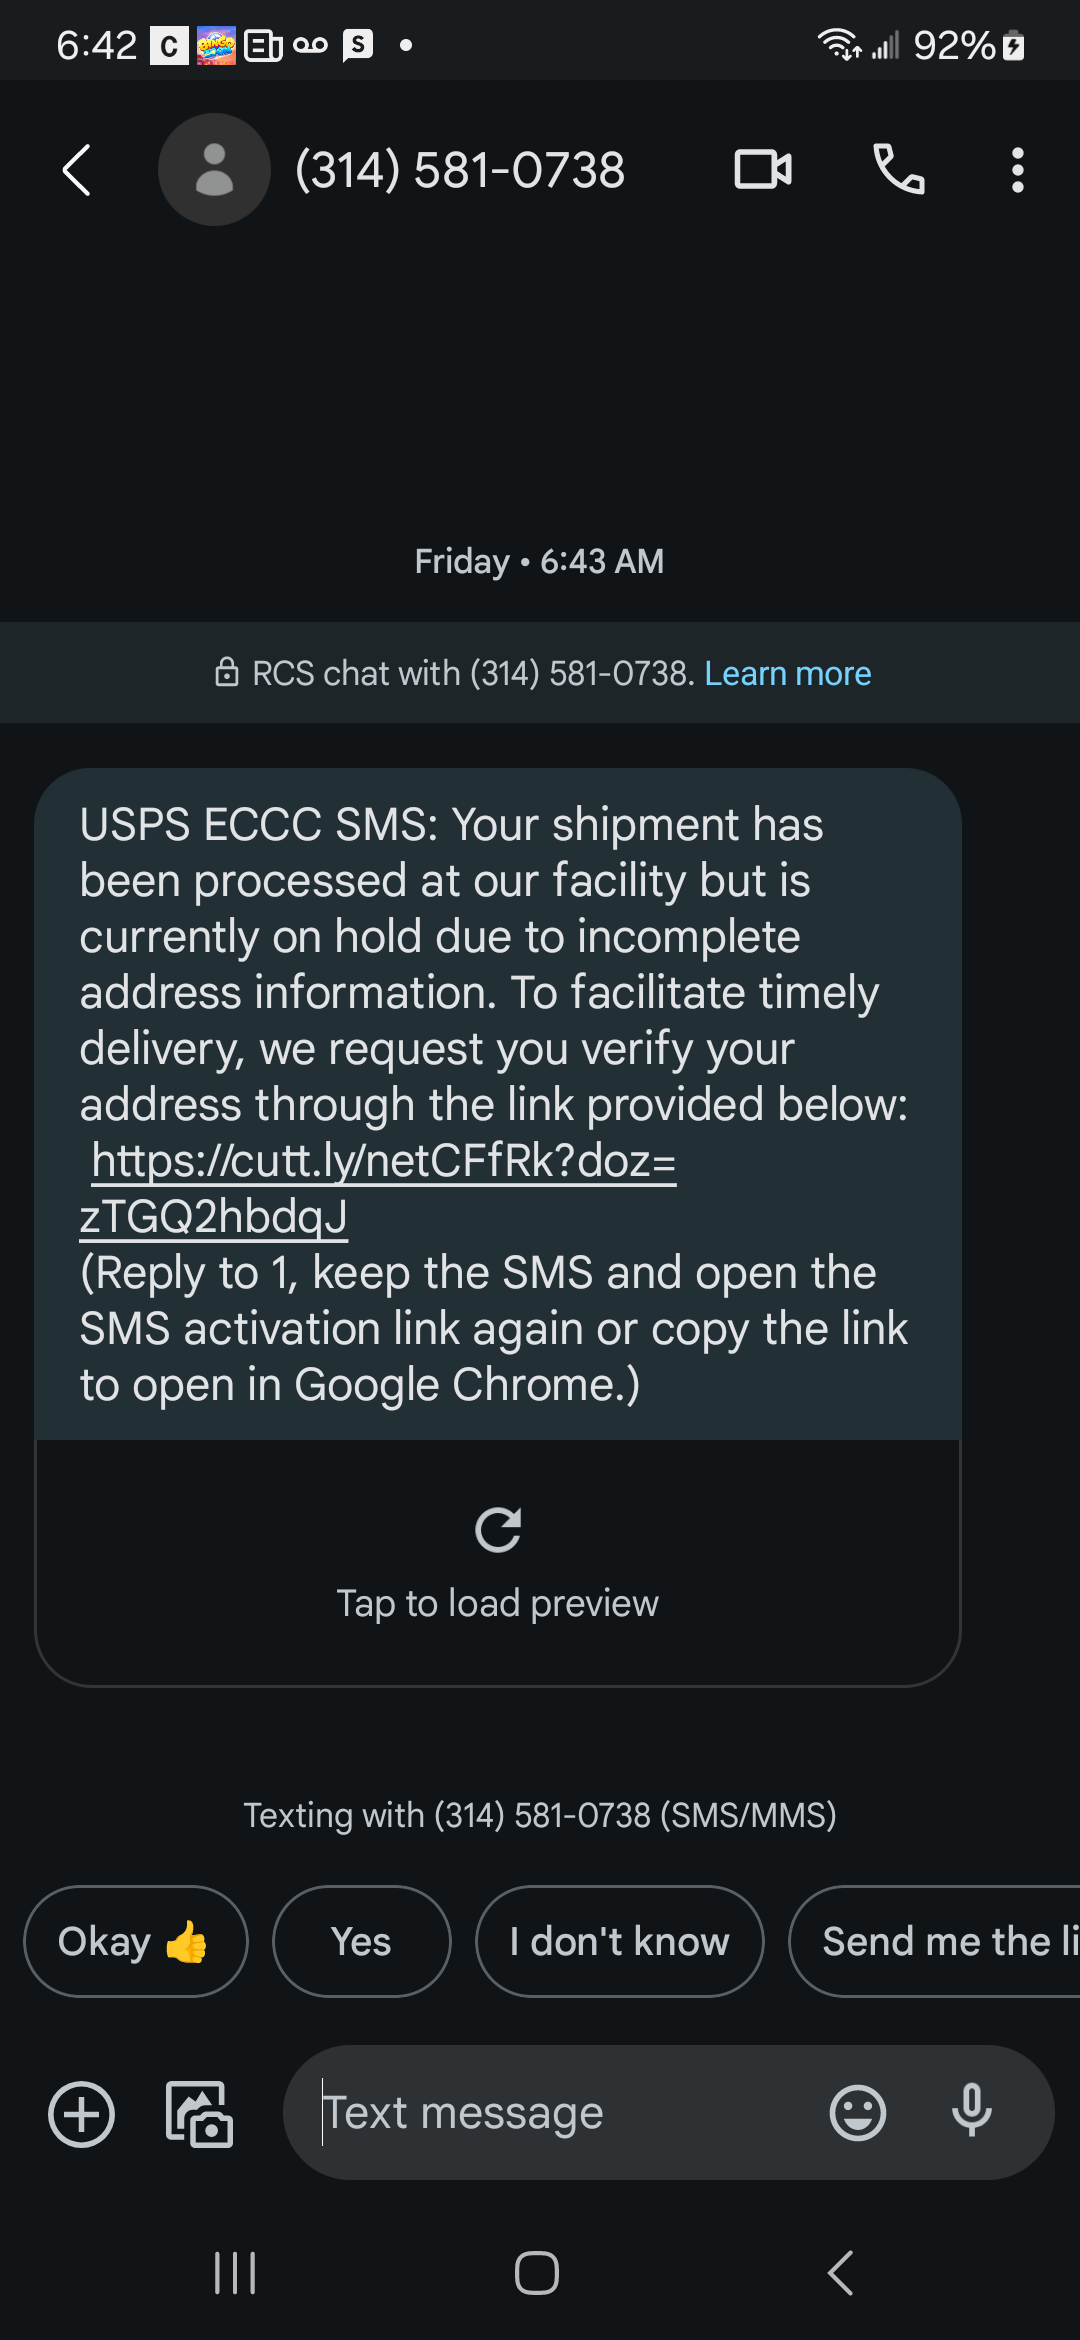 6:42 C BINGO S 92%
(314) 581-0738
Friday • 6:43 AM
RCS chat with (314) 581-0738. Learn more
USPS ECCC SMS: Your shipment has
been processed at our facility but is
currently on hold due to incomplete
address information. To facilitate timely
delivery, we request you verify your
address through the link provided below:
https://cutt.ly/netCFfRk?doz=
zTGQ2hbdqJ
(Reply to 1, keep the SMS and open the
SMS activation link again or copy the link
to open in Google Chrome.)
Tap to load preview
Texting with (314) 581-0738 (SMS/MMS)
Okay 👍 Yes I don't know Send me the li
Text message